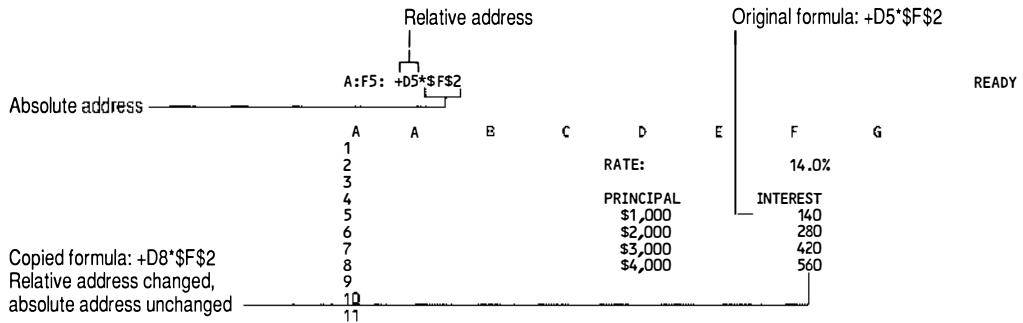 Relative address
Original formula: +D5*$F$2
A:F5: +D5*$F$2
READY
Absolute address
A A B C D E F G
1
2 RATE: 14.0%
3
4 PRINCIPAL INTEREST
5 $1,000 140
6 $2,000 280
7 $3,000 420
8 $4,000 560
9
10
11
Copied formula: +D8*$F$2
Relative address changed,
absolute address unchanged